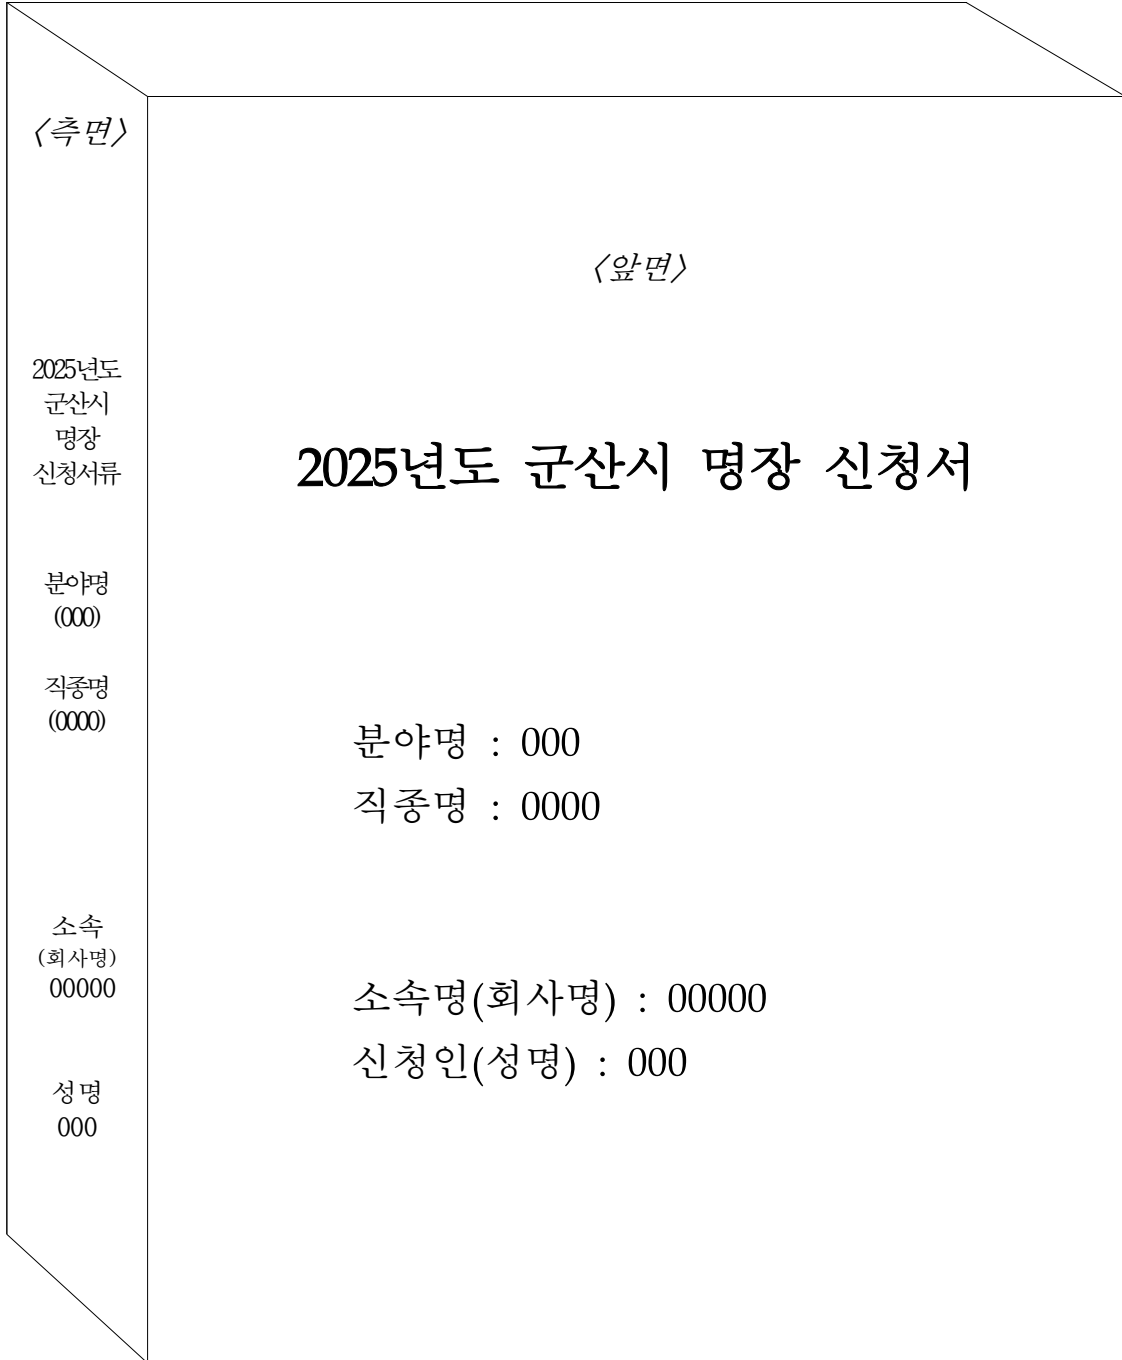 〈측면〉
2025년도
군산시
명장
신청서류
분야명
(000)
직종명
(0000)
소속
(회사명)
00000
성명
000
〈앞면〉
2025년도 군산시 명장 신청서
분야명 : 000
직종명 : 0000
소속명(회사명) : 00000
신청인(성명) : 000